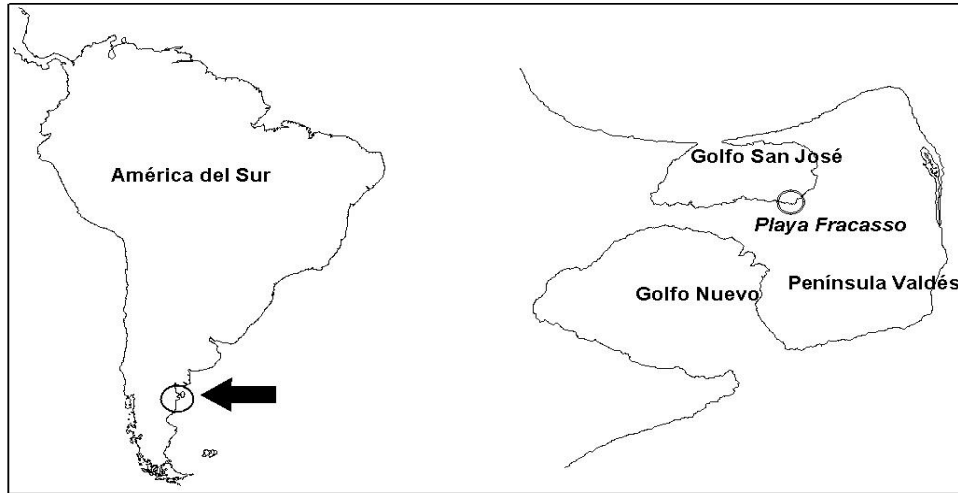 América del Sur
Golfo San José
Playa Fracasso
Golfo Nuevo
Península Valdés